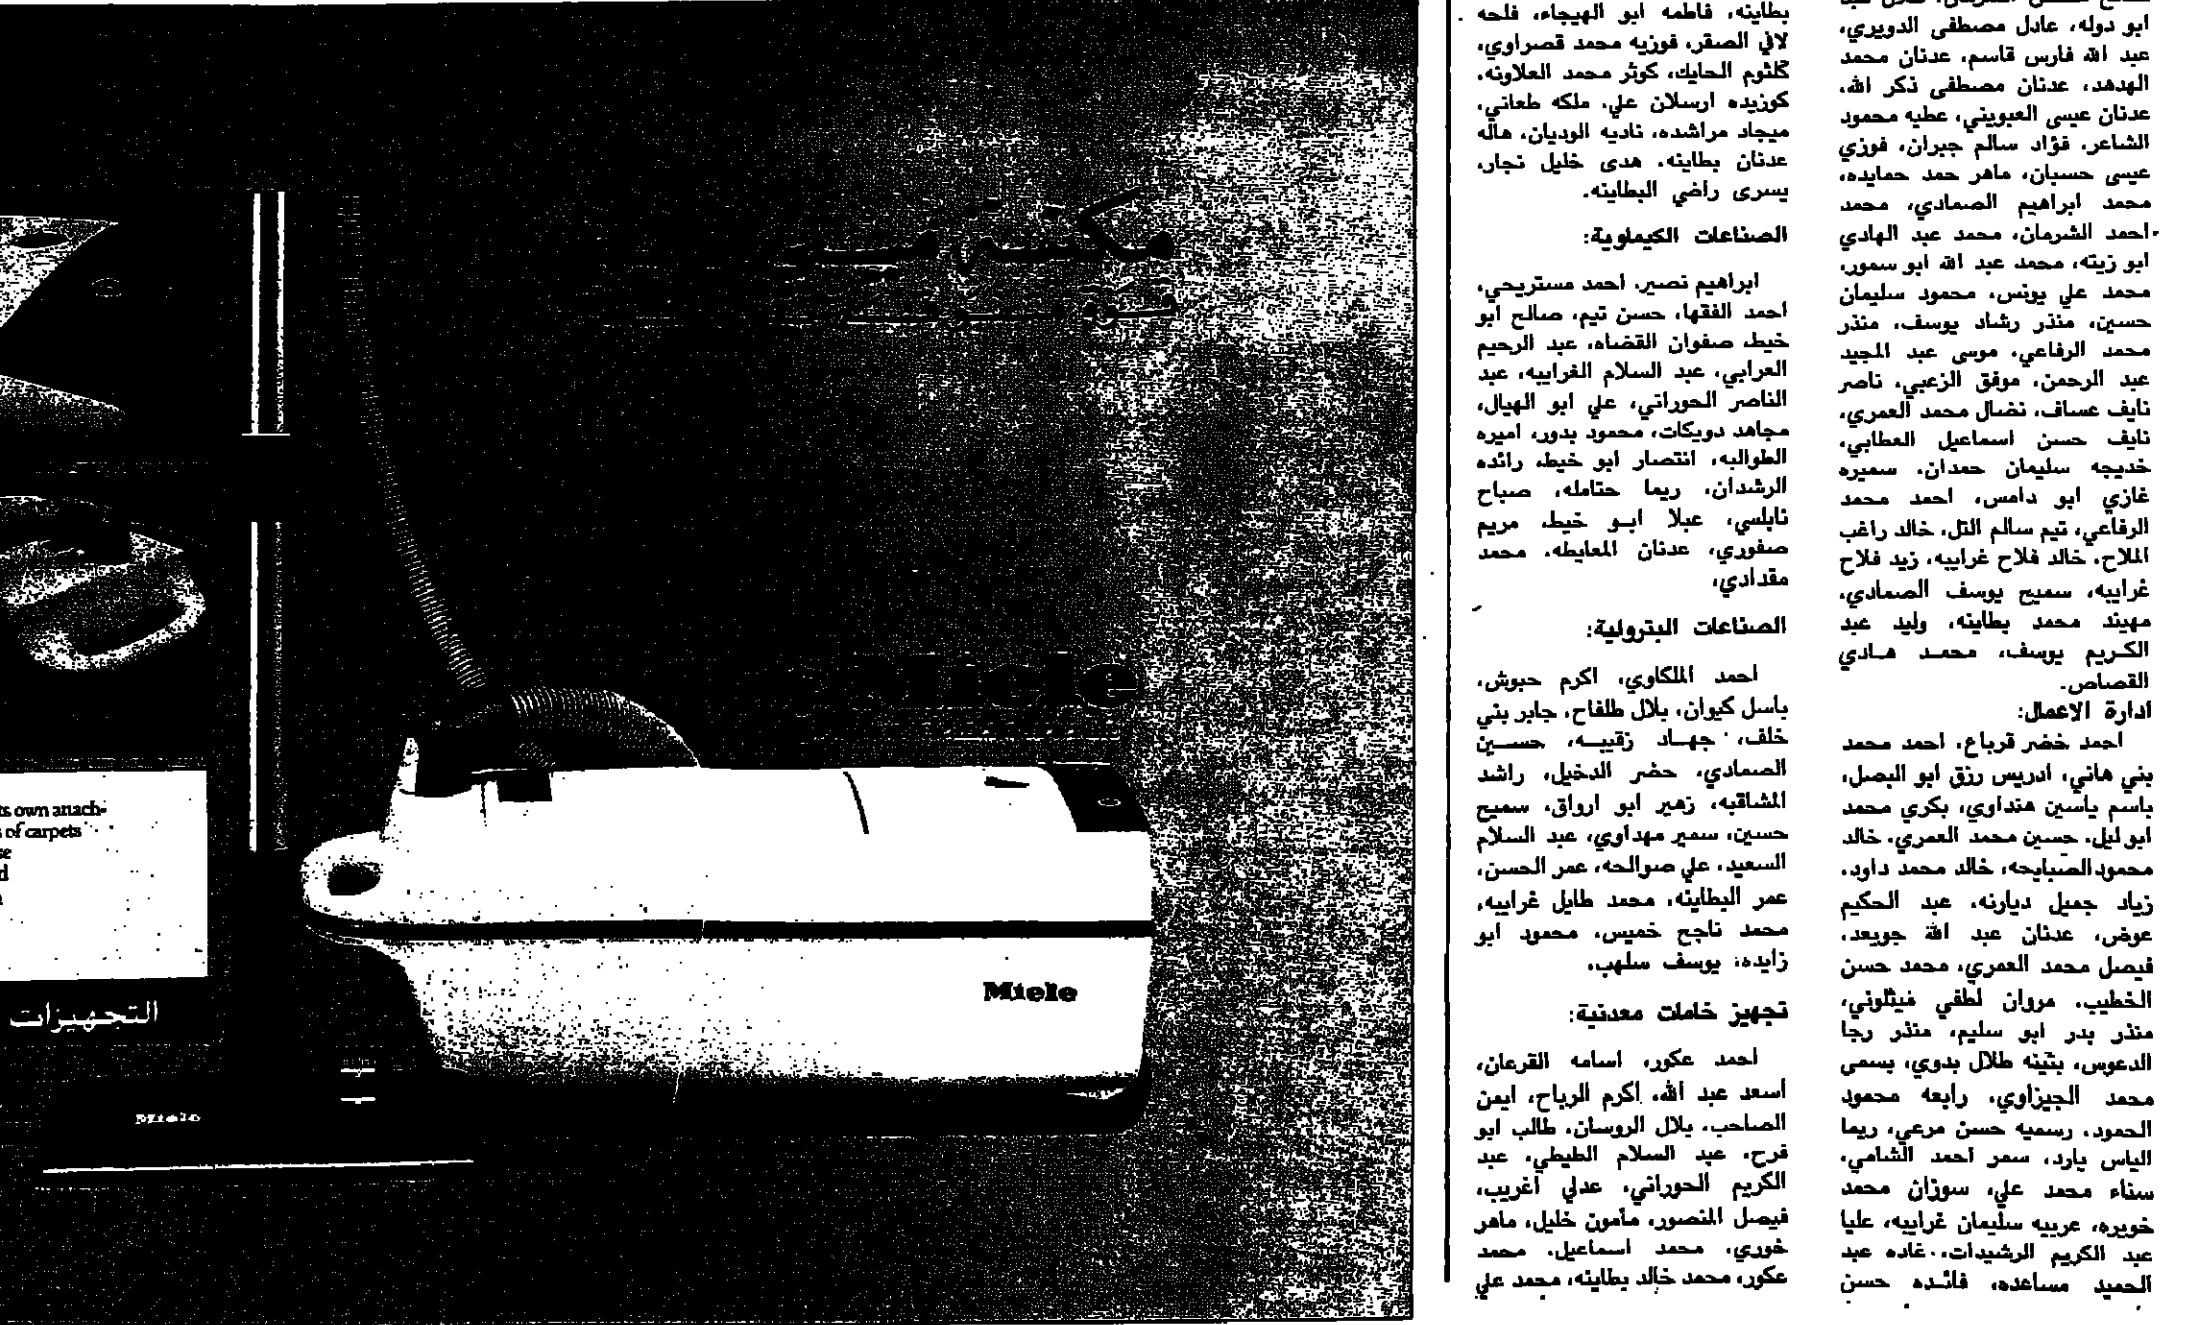 ابو دوله، عادل مصطفى الدويري،
عبد الله فارس قاسم، عدنان محمد
الهدهد، عدنان مصطفى ذكر الله،
عدنان عيسى العبويني، عطيه محمود
الشاعر، فؤاد سالم جبران، فوزي
عيسى حسبان، ماهر حمد حمايده،
محمد ابراهيم الصمادي، محمد
احمد الشرمان، محمد عبد الهادي
ابو زيته، محمد عبد الله ابو سمور،
محمد علي يونس، محمود سليمان
حسين، منذر رشاد يوسف، منذر
محمد الرفاعي، موسى عبد المجيد
عبد الرحمن، موفق الزعبي، ناصر
نايف عساف، نضال محمد العمري،
نايف حسن اسماعيل العطابي،
خديجه سليمان حمدان، سميره
غازي ابو دامس، احمد محمد
الرفاعي، تيم سالم التل، خالد راغب
الملاح، خالد فلاح غرايبه، زيد فلاح
غرايبه، سميح يوسف الصمادي،
مهيند محمد بطاينه، وليد عبد
الكريم يوسف، محمد هادي
القصاص.
ادارة الاعمال:
احمد خضر قرباع، احمد محمد
بني هاني، ادريس رزق ابو البصل،
باسم ياسين هنداوي، بكري محمد
ابو ليل، حسين محمد العمري، خالد
محمود الصبايحه، خالد محمد داود،
زياد جميل ديارنه، عبد الحكيم
عوض، عدنان عبد الله جويعد،
فيصل محمد العمري، محمد حسن
الخطيب، مروان لطفي
منذر بدر ابو سليم، منذر رجا
الدعوس، بثينه طلال بدوي، بسمى
محمد الجيزاوي، رابعه محمود
الحمود، رسميه حسن مرعي، ريما
الياس يارد، سمر احمد الشامي،
سناء محمد علي، سوزان محمد
خويره، عربيه سليمان غرايبه، عليا
عبد الكريم الرشيدات، غاده عبد
الحميد مساعده، فائده حسن
بطاينه، فاطمه ابو الهيجاء، فلحه
لافي الصقر، فوزيه محمد قصراوي،
كلثوم الحايك، كوثر محمد العلاونه،
كوزيده ارسلان علي، ملكه طعاني،
ميجاد مراشده، ناديه الوديان، هاله
عدنان بطاينه، هدى خليل نجار،
يسرى راضي البطاينه.
الصناعات الكيماوية:
ابراهيم نصير، احمد مستريحي،
احمد الفقها، حسن تيم، صالح ابو
خيط، صفوان القضاه، عبد الرحيم
العرابي، عبد السلام الغرايبه، عبد
الناصر الحوراني، علي ابو الهيال،
مجاهد دويكات، محمود بدور، اميره
الطوالبه، انتصار ابو خيط، رائده
الرشدان، ريما حتامله، صباح
نابلسي، عبلا ابو خيط، مريم
صفوري، عدنان المعايطه، محمد
مقدادي،
الصناعات البترولية:
احمد الملكاوي، اكرم حبوش،
باسل كيوان، بلال طلفاح، جابر بني
خلف، جهاد رقيبه، حسين
الصمادي، خضر الدخيل، راشد
المشاقبه، زهير ابو ارواق، سميح
حسين، سمير مهداوي، عبد السلام
السعيد، علي صوالحه، عمر الحسن،
عمر البطاينه، محمد طايل غرايبه،
محمد ناجح خميس، محمود ابو
زايده، يوسف سلهب.
تجهيز خامات معدنية:
احمد عكور، اسامه القرعان،
أسعد عبد الله، اكرم الرباح، ايمن
الصاحب، بلال الروسان، طالب ابو
فرح، عبد السلام الطيطي، عبد
الكريم الحوراني، عدلي اغريب،
فيصل المنصور، مأمون خليل، ماهر
خوري، محمد اسماعيل، محمد
عكور، محمد خالد بطاينه، محمد علي
ts own attach-
s of carpets
التجهيزات
Miele
Miele